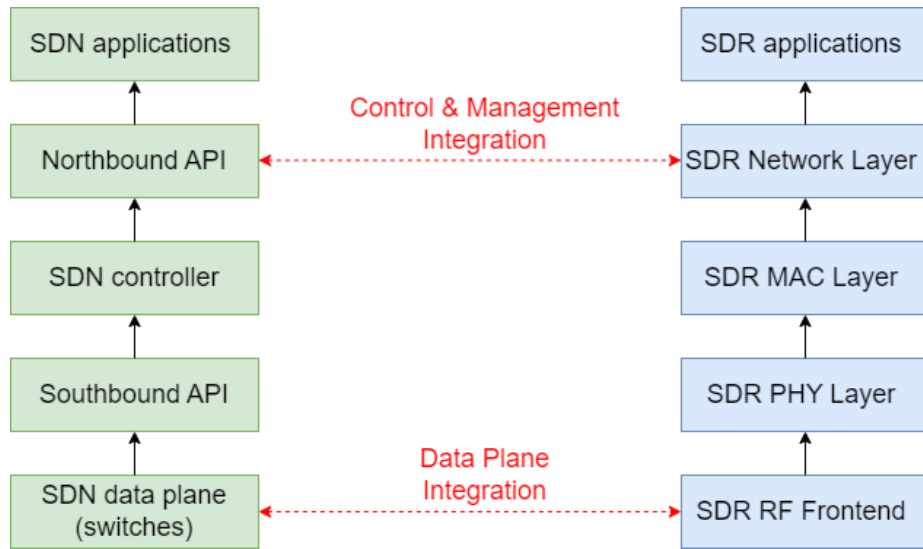 SDN applications
SDR applications
Control & Management
Integration
Northbound API
SDR Network Layer
SDN controller
SDR MAC Layer
Southbound API
SDR PHY Layer
Data Plane
Integration
SDN data plane
(switches)
SDR RF Frontend